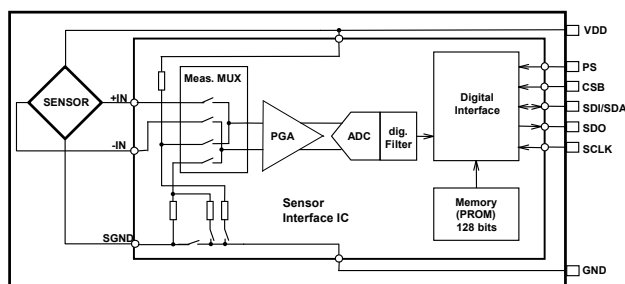 VDD
Meas. MUX
+IN
SENSOR
-IN
PGA
ADC
dig.
Filter
Digital
Interface
PS
CSB
SDI/SDA
SDO
SCLK
Sensor
Interface IC
Memory
(PROM)
128 bits
SGND
GND